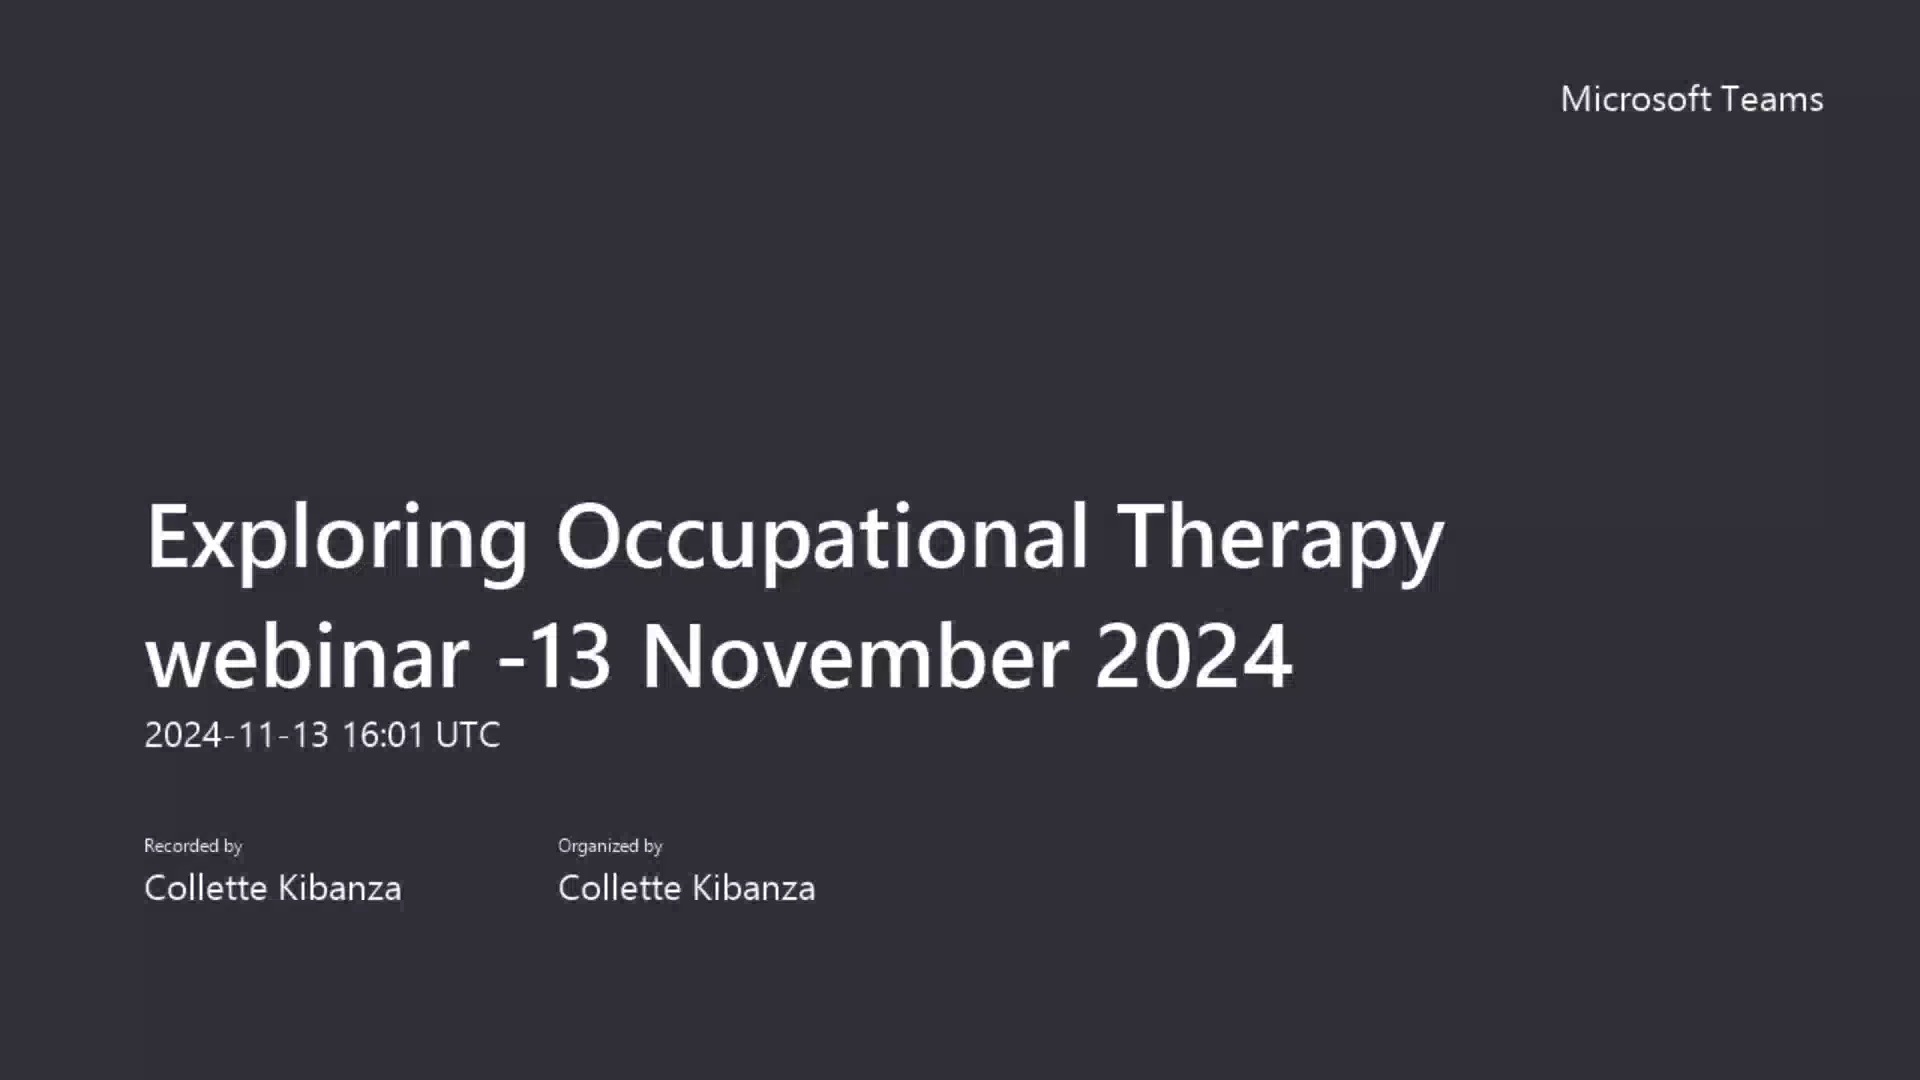 Microsoft Teams
Exploring Occupational Therapy
webinar -13 November 2024
2024-11-13 16:01 UTC
Recorded by
Collette Kibanza
Organized by
Collette Kibanza